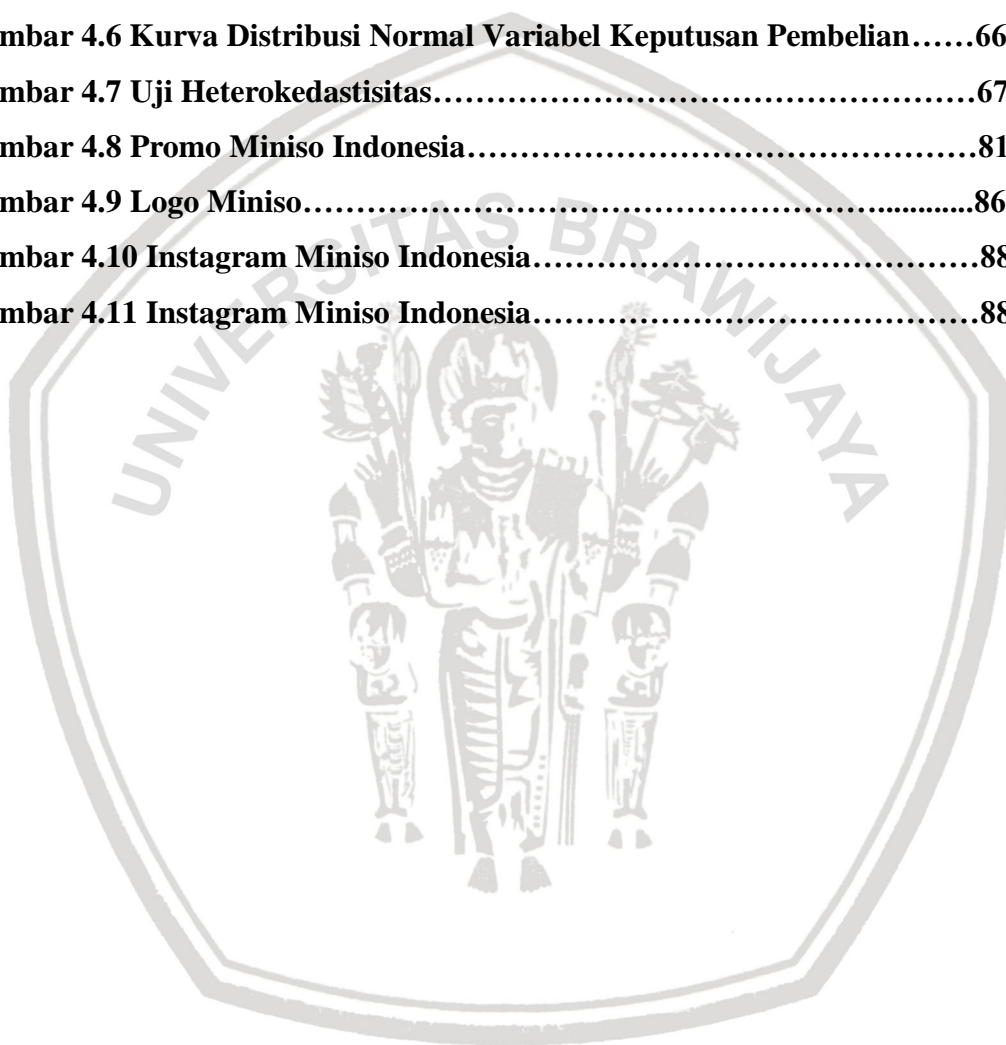 mbar 4.6 Kurva Distribusi Normal Variabel Keputusan Pembelian……66
mbar 4.7 Uji Heterokedastisitas……………………………………………67
mbar 4.8 Promo Miniso Indonesia…………………………………………81
mbar 4.9 Logo Miniso………………………………………………............86
mbar 4.10 Instagram Miniso Indonesia……………………………………88
mbar 4.11 Instagram Miniso Indonesia……………………………………88
UNIVERSITAS BRAWIJAYA